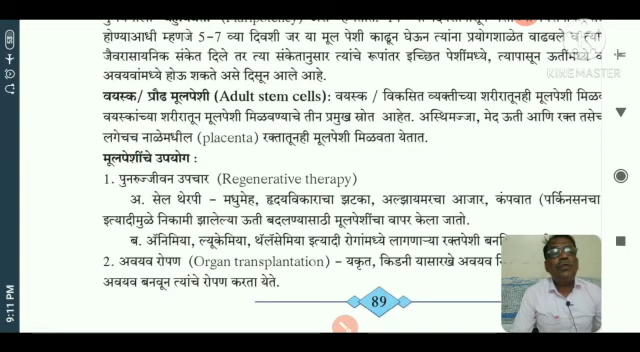 होण्याआधी म्हणजे 5-7 व्या दिवशी जर या मूल पेशी काढून घेऊन त्यांना प्रयोगशाळेत वाढवले व त्यां
जैवरासायनिक संकेत दिले तर त्या संकेतानुसार त्यांचे रूपांतर इच्छित पेशींमध्ये, त्यापासून ऊतींमध्ये व
अवयवांमध्ये होऊ शकते असे दिसून आले आहे.
वयस्क/ प्रौढ मूलपेशी (Adult stem cells): वयस्क / विकसित व्यक्तीच्या शरीरातूनही मूलपेशी मिळव
वयस्कांच्या शरीरातून मूलपेशी मिळवण्याचे तीन प्रमुख स्रोत आहेत. अस्थिमज्जा, मेद ऊती आणि रक्त तसेच
लगेचच नाळेमधील (placenta) रक्तातूनही मूलपेशी मिळवता येतात.
मूलपेशींचे उपयोग :
1. पुनरुज्जीवन उपचार (Regenerative therapy)
अ. सेल थेरपी - मधुमेह, हृदयविकाराचा झटका, अल्झायमरचा आजार, कंपवात (पर्किनसनचा
इत्यादीमुळे निकामी झालेल्या ऊती बदलण्यासाठी मूलपेशींचा वापर केला जातो.
ब. ॲनिमिया, ल्यूकेमिया, थॅलॅसेमिया इत्यादी रोगांमध्ये लागणाऱ्या रक्तपेशी
2. अवयव रोपण (Organ transplantation) - यकृत, किडनी यासारखे अवयव
अवयव बनवून त्यांचे रोपण करता येते.
89
9:11 PM
Made with
KINEMASTER